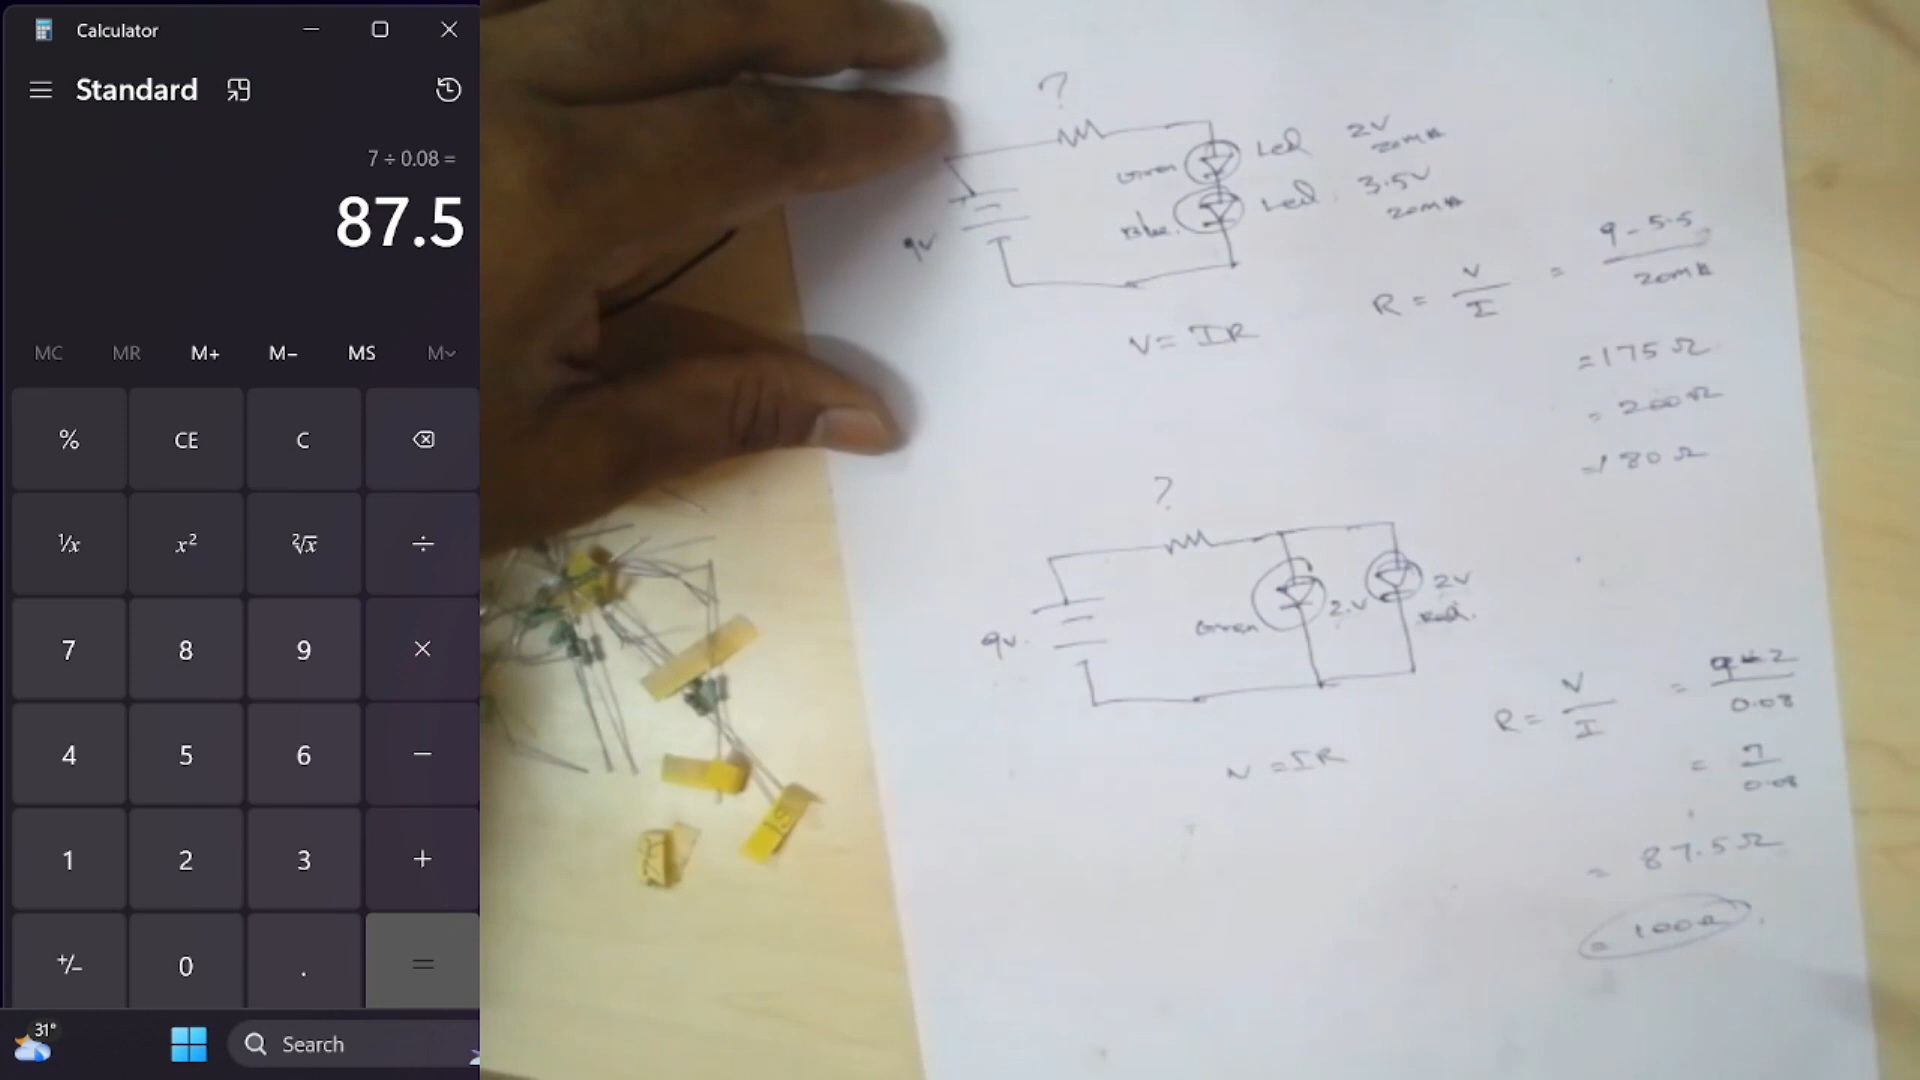 Calculator
Standard
7 ÷ 0.08 =
87.5
MC MR M+ M− MS M
% CE C
1/x x² ²√x ÷
7 8 9 ×
4 5 6 −
1 2 3 +
+/− 0 . =
31°
Search
?
Green Led 2V
20mA
Blue. Led. 3.5V
20mA
9V
V = IR
R = V/I = 9 - 5.5 / 20mA
= 175 Ω
= 200 Ω
= 180 Ω
?
9V.
Green 2.V
2V
Red.
V = IR
R = V/I = 9-2 / 0.08
= 7 / 0.08
= 87.5 Ω
= 100Ω